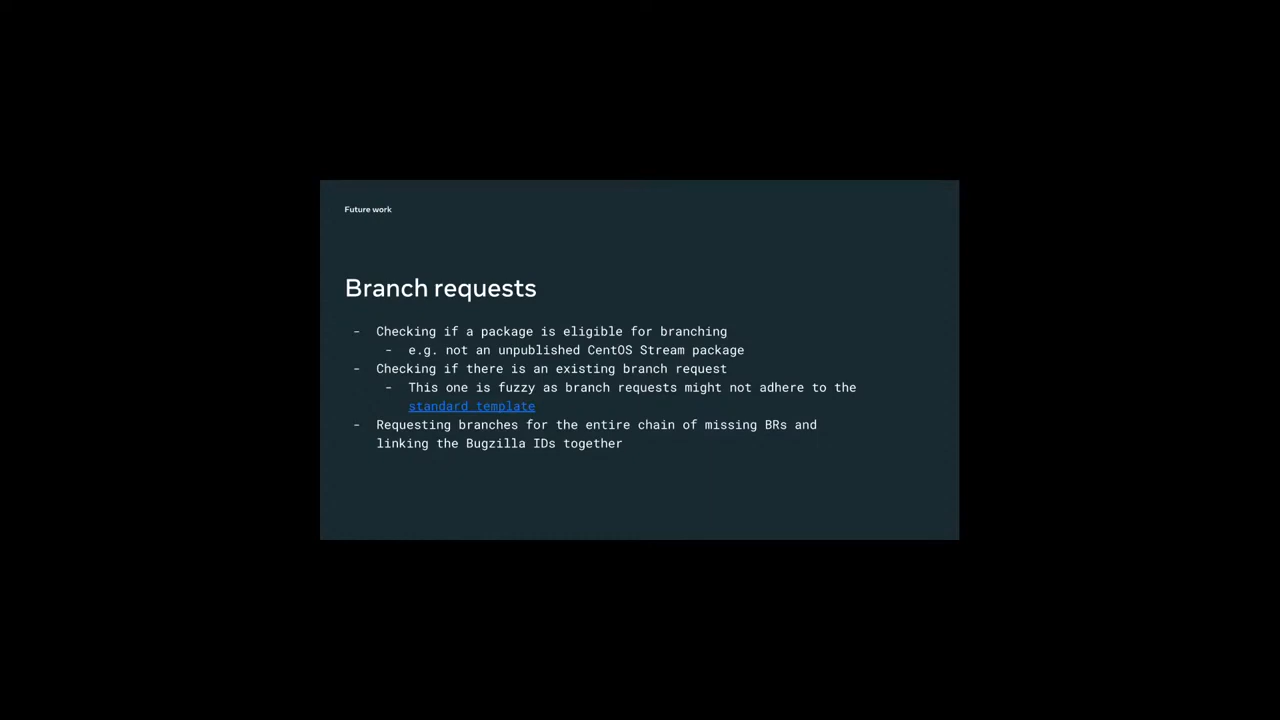 Future work
Branch requests
- Checking if a package is eligible for branching
- e.g. not an unpublished CentOS Stream package
- Checking if there is an existing branch request
- This one is fuzzy as branch requests might not adhere to the
standard template
- Requesting branches for the entire chain of missing BRs and
linking the Bugzilla IDs together